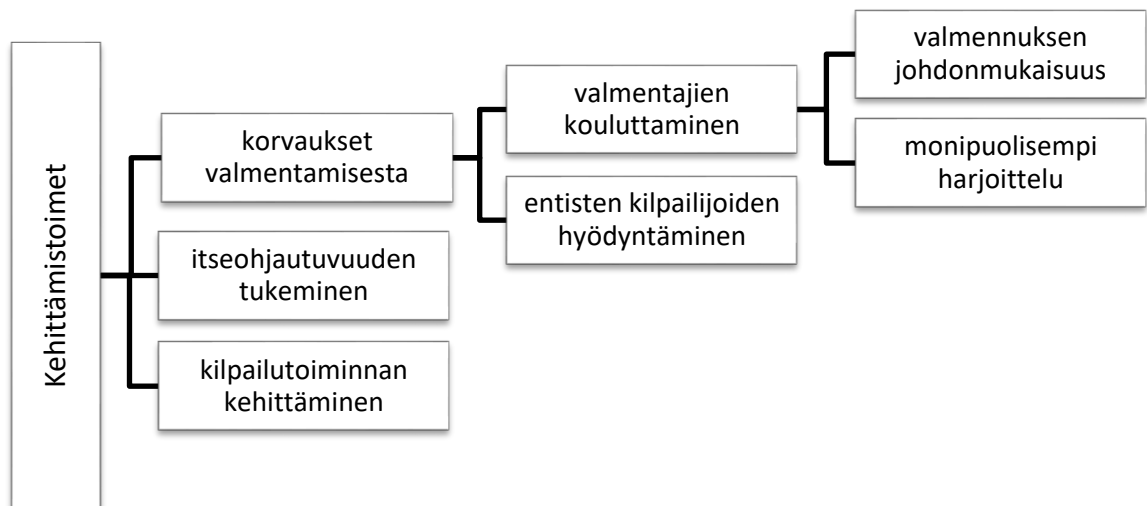 Kehittämistoimet
korvaukset
valmentamisesta
itseohjautuvuuden
tukeminen
kilpailutoiminnan
kehittäminen
valmentajien
kouluttaminen
entisten kilpailijoiden
hyödyntäminen
valmennuksen
johdonmukaisuus
monipuolisempi
harjoittelu